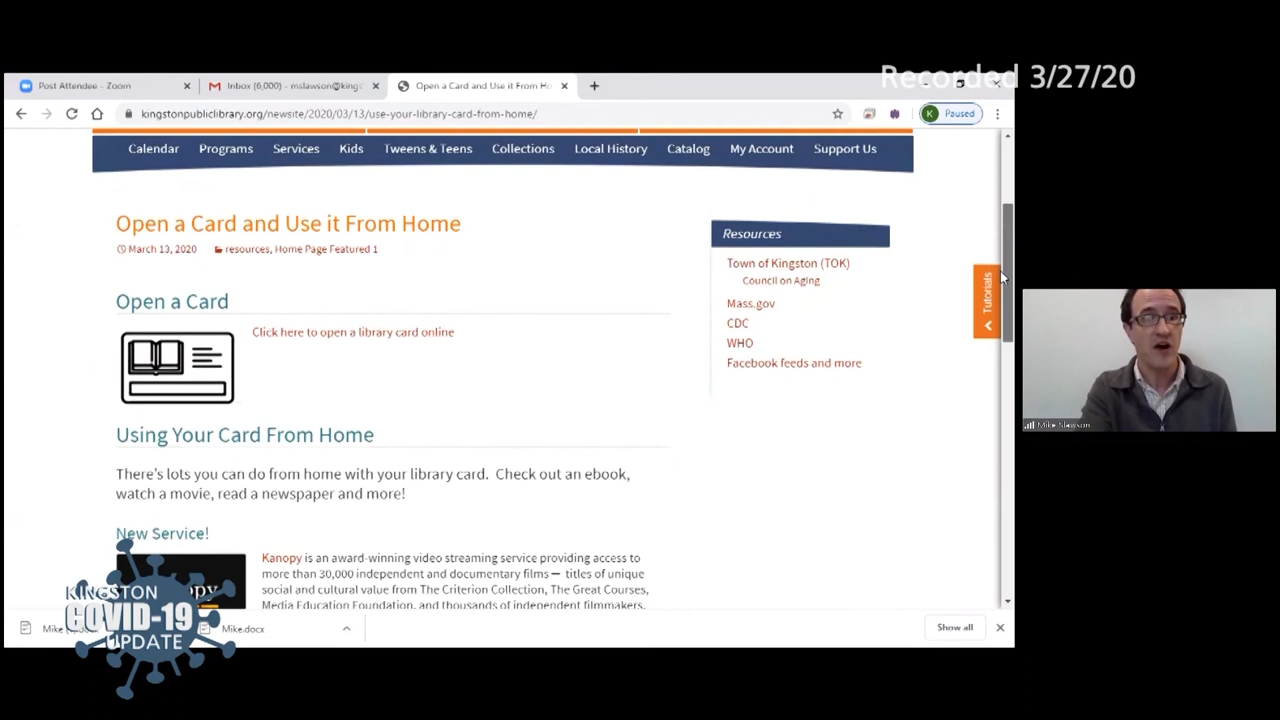 Recorded 3/27/20
Post Attendee - Zoom
Inbox (6,000) - mslawson@kings
Open a Card and Use it From Ho
kingstonpubliclibrary.org/newsite/2020/03/13/use-your-library-card-from-home/
K Paused
Calendar Programs Services Kids Tweens & Teens Collections Local History Catalog My Account Support Us
Open a Card and Use it From Home
March 13, 2020 resources, Home Page Featured 1
Open a Card
Click here to open a library card online
Using Your Card From Home
There's lots you can do from home with your library card. Check out an ebook,
watch a movie, read a newspaper and more!
New Service!
Kanopy is an award-winning video streaming service providing access to
more than 30,000 independent and documentary films — titles of unique
social and cultural value from The Criterion Collection, The Great Courses,
Media Education Foundation, and thousands of independent filmmakers.
Resources
Town of Kingston (TOK)
Council on Aging
Mass.gov
CDC
WHO
Facebook feeds and more
Tutorials
Mike Slawson
KINGSTON
COVID-19
UPDATE
Mike
Mike.docx
Show all